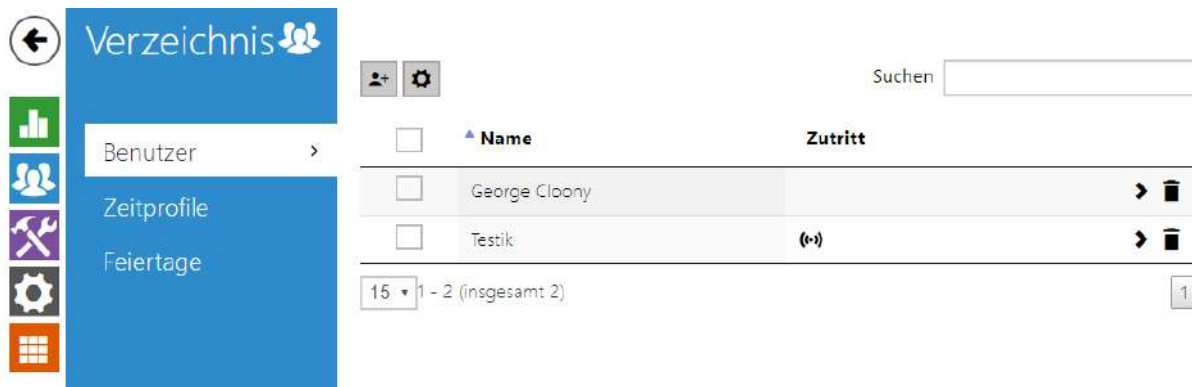 Verzeichnis
Suchen
Name Zutritt
Benutzer
George Cloony
Zeitprofile
Testik
Feiertage
15 1 - 2 (insgesamt 2) 1